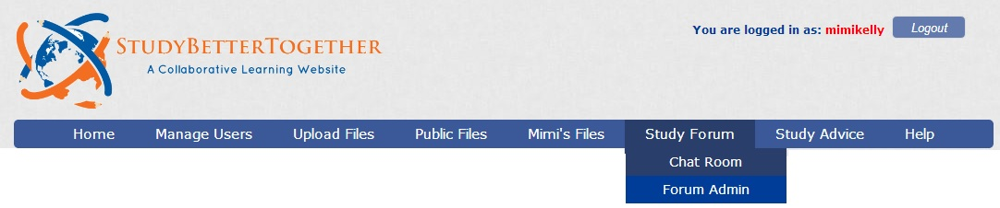 You are logged in as: mimikelly Logout
StudyBetterTogether
A Collaborative Learning Website
Home Manage Users Upload Files Public Files Mimi's Files Study Forum Study Advice Help
Chat Room
Forum Admin